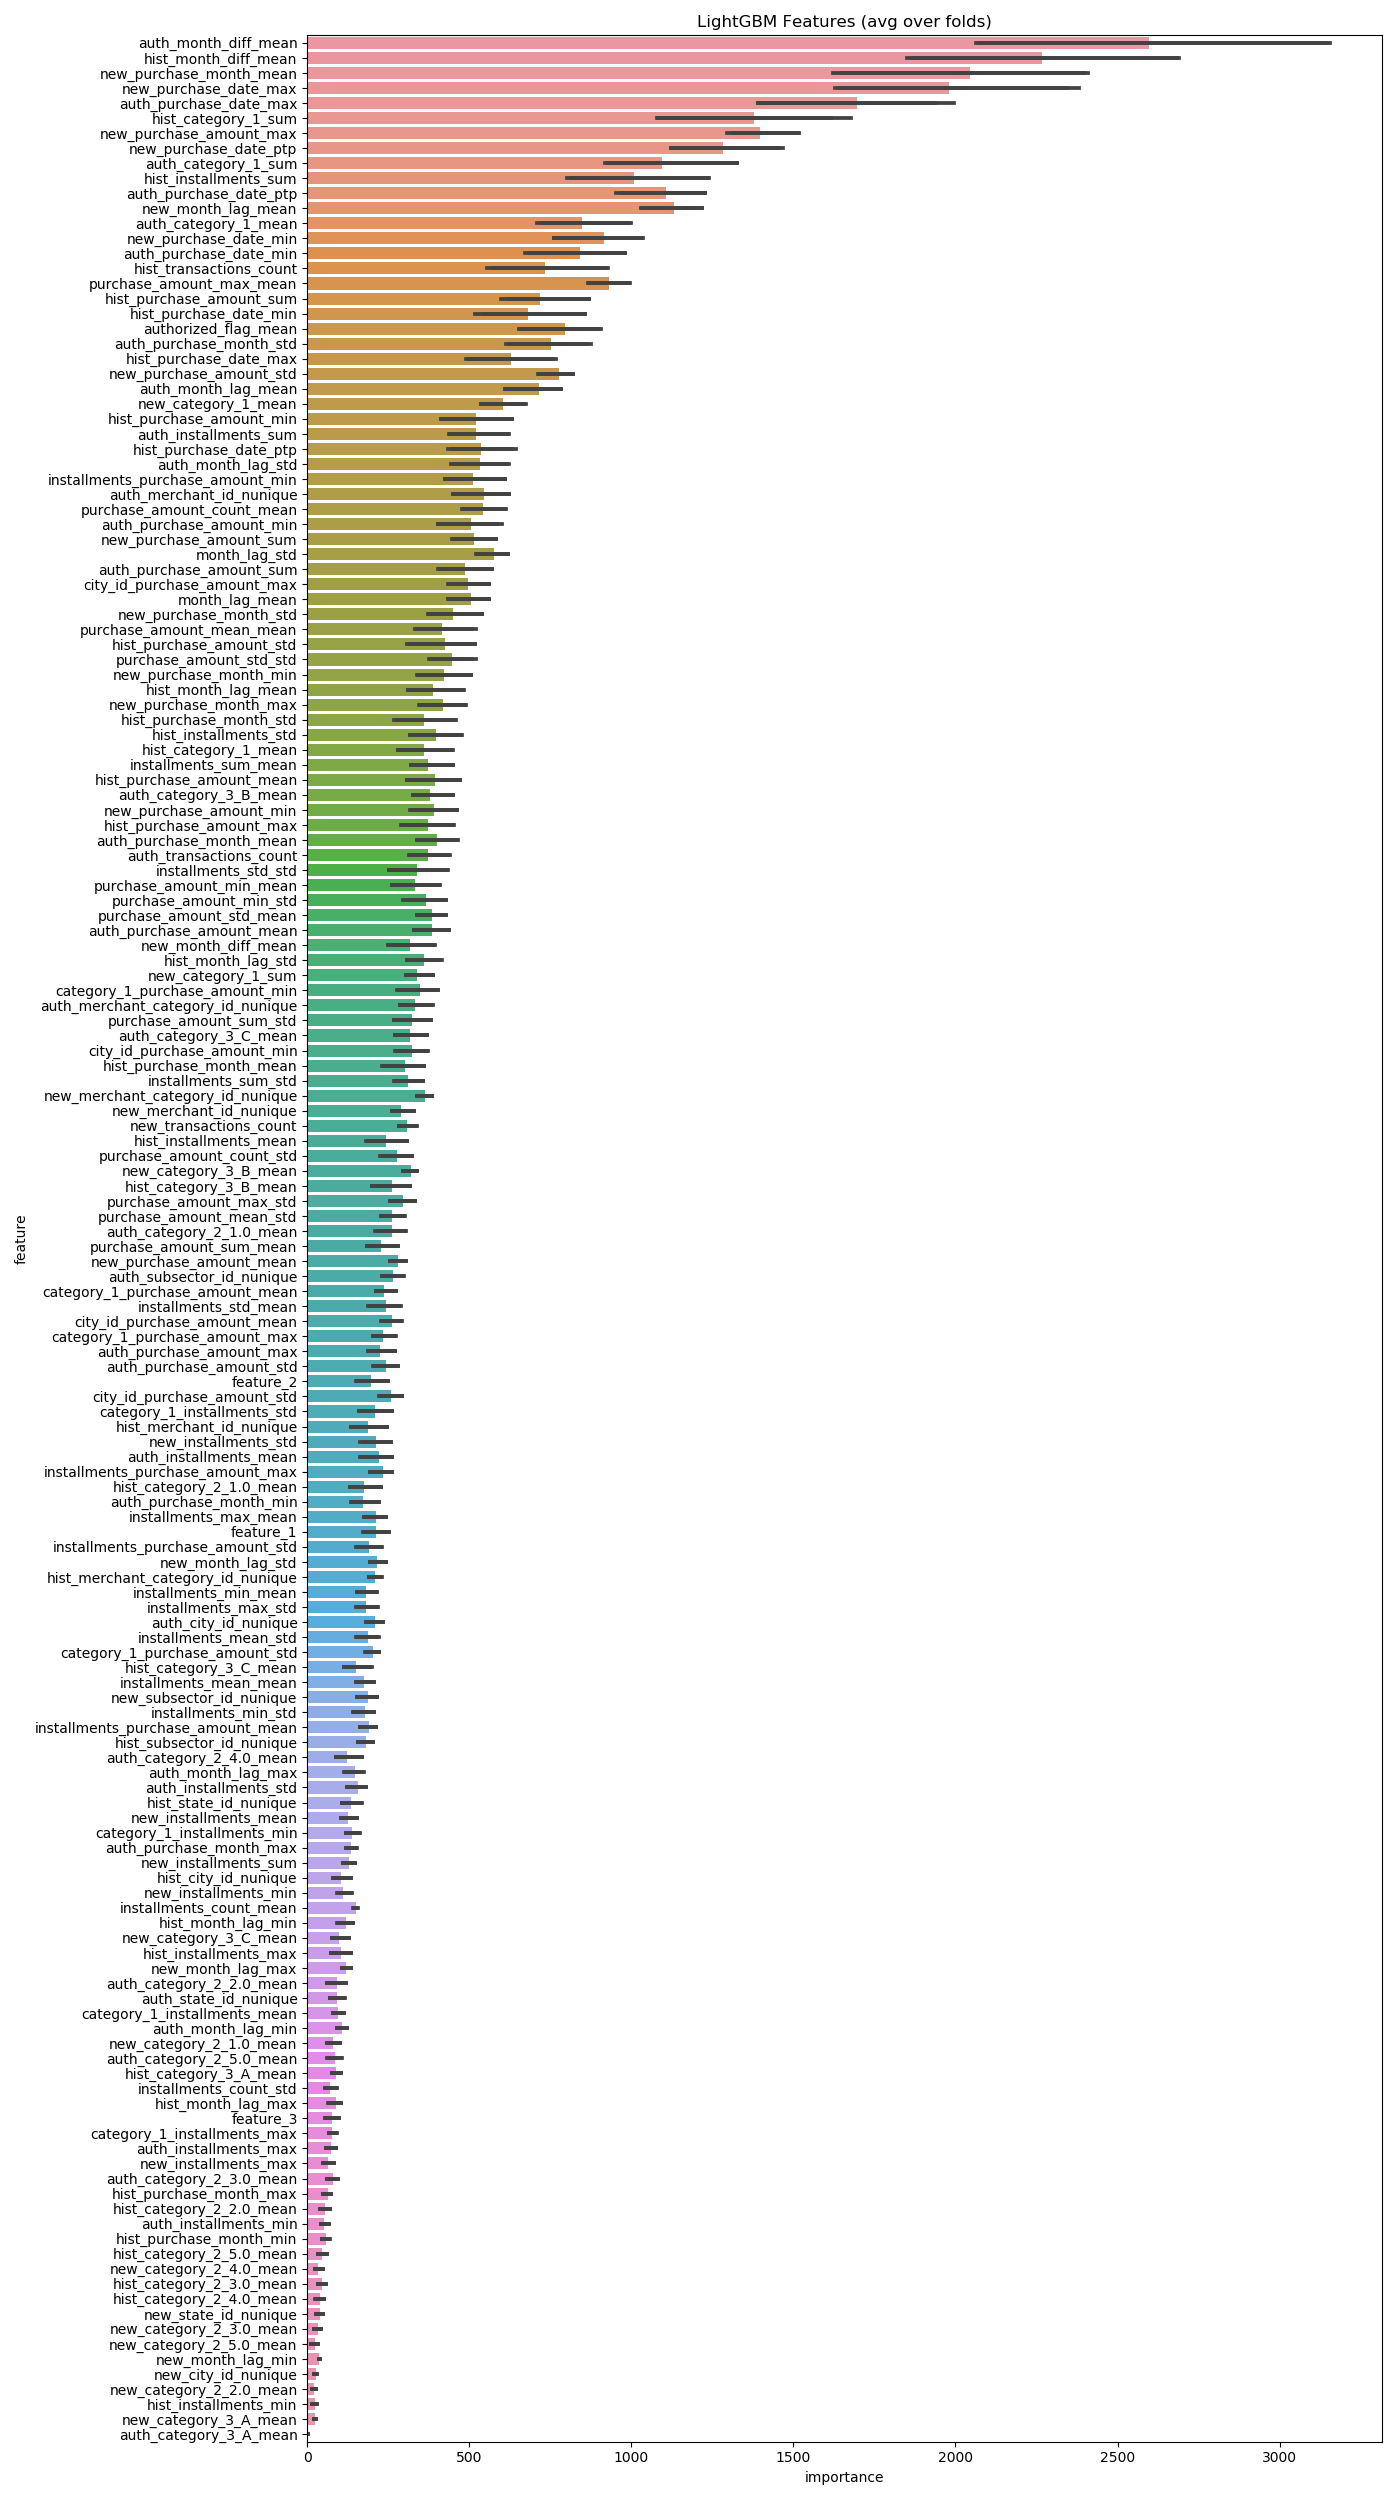 LightGBM Features (avg over folds)
auth_month_diff_mean
hist_month_diff_mean
new_purchase_month_mean
new_purchase_date_max
auth_purchase_date_max
hist_category_1_sum
new_purchase_amount_max
new_purchase_date_ptp
auth_category_1_sum
hist_installments_sum
auth_purchase_date_ptp
new_month_lag_mean
auth_category_1_mean
new_purchase_date_min
auth_purchase_date_min
hist_transactions_count
purchase_amount_max_mean
hist_purchase_amount_sum
hist_purchase_date_min
authorized_flag_mean
auth_purchase_month_std
hist_purchase_date_max
new_purchase_amount_std
auth_month_lag_mean
new_category_1_mean
hist_purchase_amount_min
auth_installments_sum
hist_purchase_date_ptp
auth_month_lag_std
installments_purchase_amount_min
auth_merchant_id_nunique
purchase_amount_count_mean
auth_purchase_amount_min
new_purchase_amount_sum
month_lag_std
auth_purchase_amount_sum
city_id_purchase_amount_max
month_lag_mean
new_purchase_month_std
purchase_amount_mean_mean
hist_purchase_amount_std
purchase_amount_std_std
new_purchase_month_min
hist_month_lag_mean
new_purchase_month_max
hist_purchase_month_std
hist_installments_std
hist_category_1_mean
installments_sum_mean
hist_purchase_amount_mean
auth_category_3_B_mean
new_purchase_amount_min
hist_purchase_amount_max
auth_purchase_month_mean
auth_transactions_count
installments_std_std
purchase_amount_min_mean
purchase_amount_min_std
purchase_amount_std_mean
auth_purchase_amount_mean
new_month_diff_mean
hist_month_lag_std
new_category_1_sum
category_1_purchase_amount_min
auth_merchant_category_id_nunique
purchase_amount_sum_std
auth_category_3_C_mean
city_id_purchase_amount_min
hist_purchase_month_mean
installments_sum_std
new_merchant_category_id_nunique
new_merchant_id_nunique
new_transactions_count
hist_installments_mean
purchase_amount_count_std
new_category_3_B_mean
hist_category_3_B_mean
purchase_amount_max_std
purchase_amount_mean_std
auth_category_2_1.0_mean
purchase_amount_sum_mean
new_purchase_amount_mean
auth_subsector_id_nunique
category_1_purchase_amount_mean
installments_std_mean
city_id_purchase_amount_mean
category_1_purchase_amount_max
auth_purchase_amount_max
auth_purchase_amount_std
feature_2
city_id_purchase_amount_std
category_1_installments_std
hist_merchant_id_nunique
new_installments_std
auth_installments_mean
installments_purchase_amount_max
hist_category_2_1.0_mean
auth_purchase_month_min
installments_max_mean
feature_1
installments_purchase_amount_std
new_month_lag_std
hist_merchant_category_id_nunique
installments_min_mean
installments_max_std
auth_city_id_nunique
installments_mean_std
category_1_purchase_amount_std
hist_category_3_C_mean
installments_mean_mean
new_subsector_id_nunique
installments_min_std
installments_purchase_amount_mean
hist_subsector_id_nunique
auth_category_2_4.0_mean
auth_month_lag_max
auth_installments_std
hist_state_id_nunique
new_installments_mean
category_1_installments_min
auth_purchase_month_max
new_installments_sum
hist_city_id_nunique
new_installments_min
installments_count_mean
hist_month_lag_min
new_category_3_C_mean
hist_installments_max
new_month_lag_max
auth_category_2_2.0_mean
auth_state_id_nunique
category_1_installments_mean
auth_month_lag_min
new_category_2_1.0_mean
auth_category_2_5.0_mean
hist_category_3_A_mean
installments_count_std
hist_month_lag_max
feature_3
category_1_installments_max
auth_installments_max
new_installments_max
auth_category_2_3.0_mean
hist_purchase_month_max
hist_category_2_2.0_mean
auth_installments_min
hist_purchase_month_min
hist_category_2_5.0_mean
new_category_2_4.0_mean
hist_category_2_3.0_mean
hist_category_2_4.0_mean
new_state_id_nunique
new_category_2_3.0_mean
new_category_2_5.0_mean
new_month_lag_min
new_city_id_nunique
new_category_2_2.0_mean
hist_installments_min
new_category_3_A_mean
auth_category_3_A_mean
feature
0 500 1000 1500 2000 2500 3000
importance